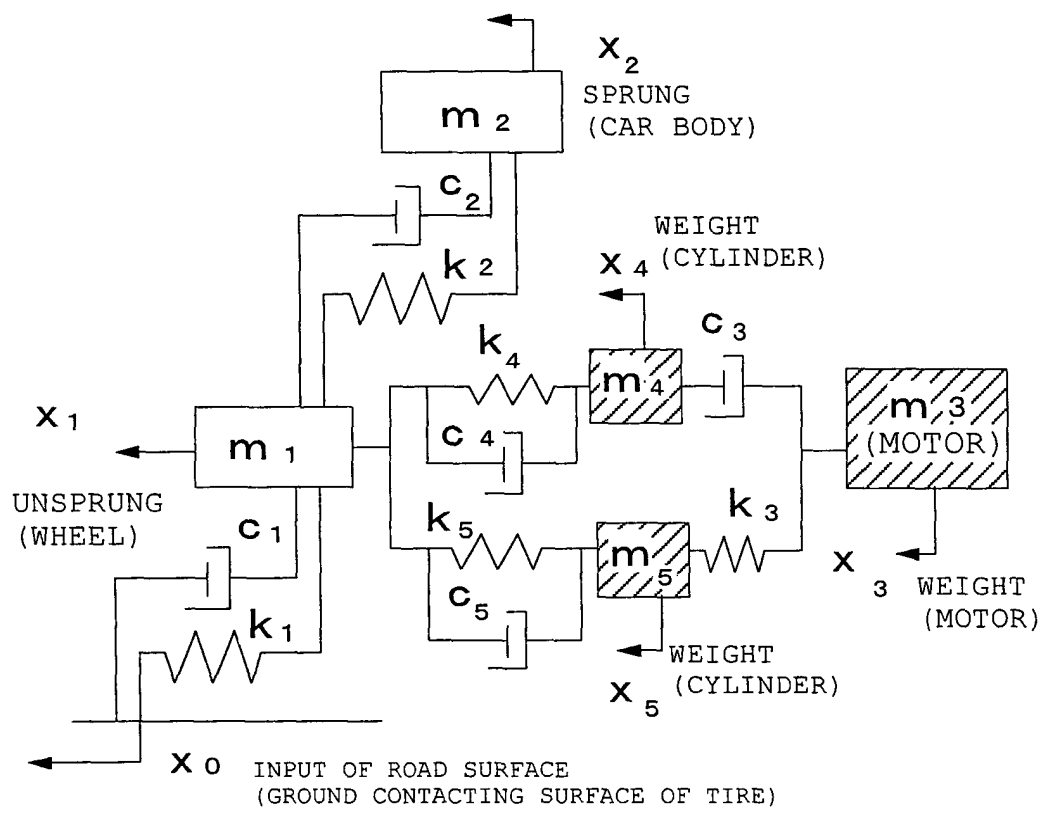 x2
SPRUNG
(CAR BODY)
m2
c2
k2
WEIGHT
(CYLINDER)
x4
c3
k4
m4
m3
(MOTOR)
x1
m1
c4
UNSPRUNG
(WHEEL)
c1
k5
m5
k3
x3
WEIGHT
(MOTOR)
c5
k1
WEIGHT
(CYLINDER)
x5
x0
INPUT OF ROAD SURFACE
(GROUND CONTACTING SURFACE OF TIRE)